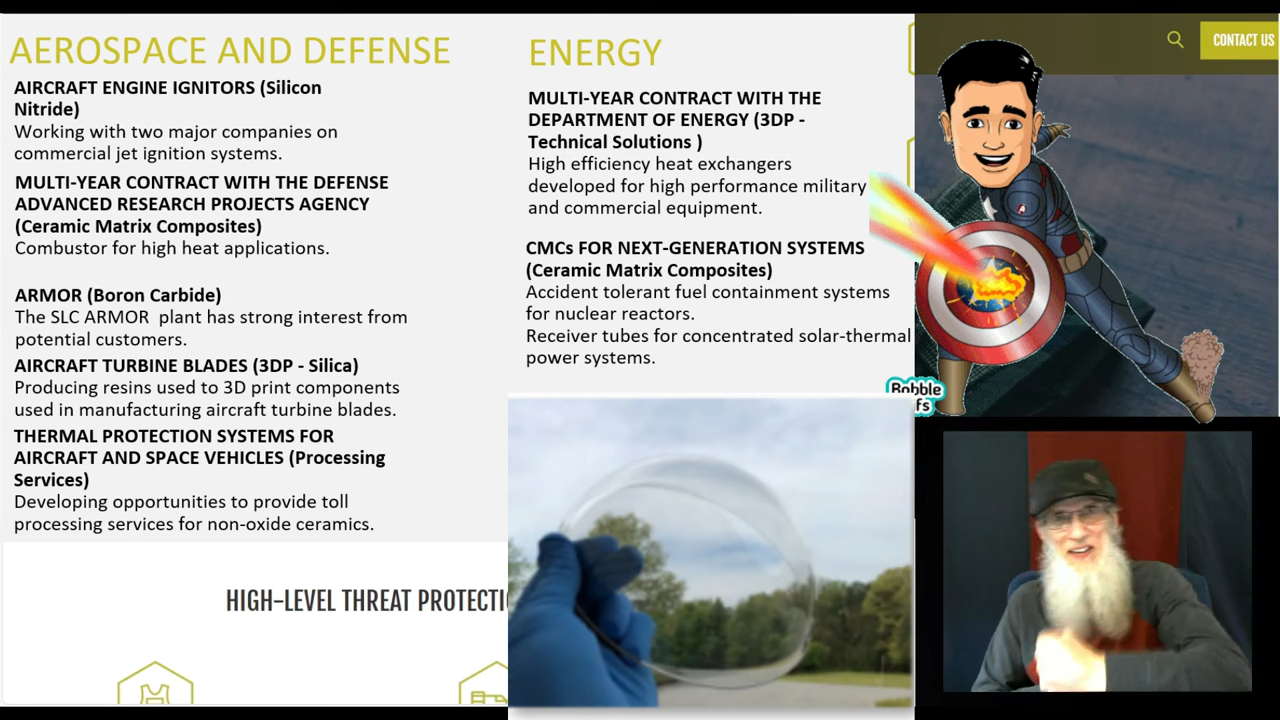 AEROSPACE AND DEFENSE
AIRCRAFT ENGINE IGNITORS (Silicon
Nitride)
Working with two major companies on
commercial jet ignition systems.
MULTI-YEAR CONTRACT WITH THE DEFENSE
ADVANCED RESEARCH PROJECTS AGENCY
(Ceramic Matrix Composites)
Combustor for high heat applications.
ARMOR (Boron Carbide)
The SLC ARMOR plant has strong interest from
potential customers.
AIRCRAFT TURBINE BLADES (3DP - Silica)
Producing resins used to 3D print components
used in manufacturing aircraft turbine blades.
THERMAL PROTECTION SYSTEMS FOR
AIRCRAFT AND SPACE VEHICLES (Processing
Services)
Developing opportunities to provide toll
processing services for non-oxide ceramics.
HIGH-LEVEL THREAT PROTECTI
ENERGY
MULTI-YEAR CONTRACT WITH THE
DEPARTMENT OF ENERGY (3DP -
Technical Solutions )
High efficiency heat exchangers
developed for high performance military
and commercial equipment.
CMCs FOR NEXT-GENERATION SYSTEMS
(Ceramic Matrix Composites)
Accident tolerant fuel containment systems
for nuclear reactors.
Receiver tubes for concentrated solar-thermal
power systems.
CONTACT US